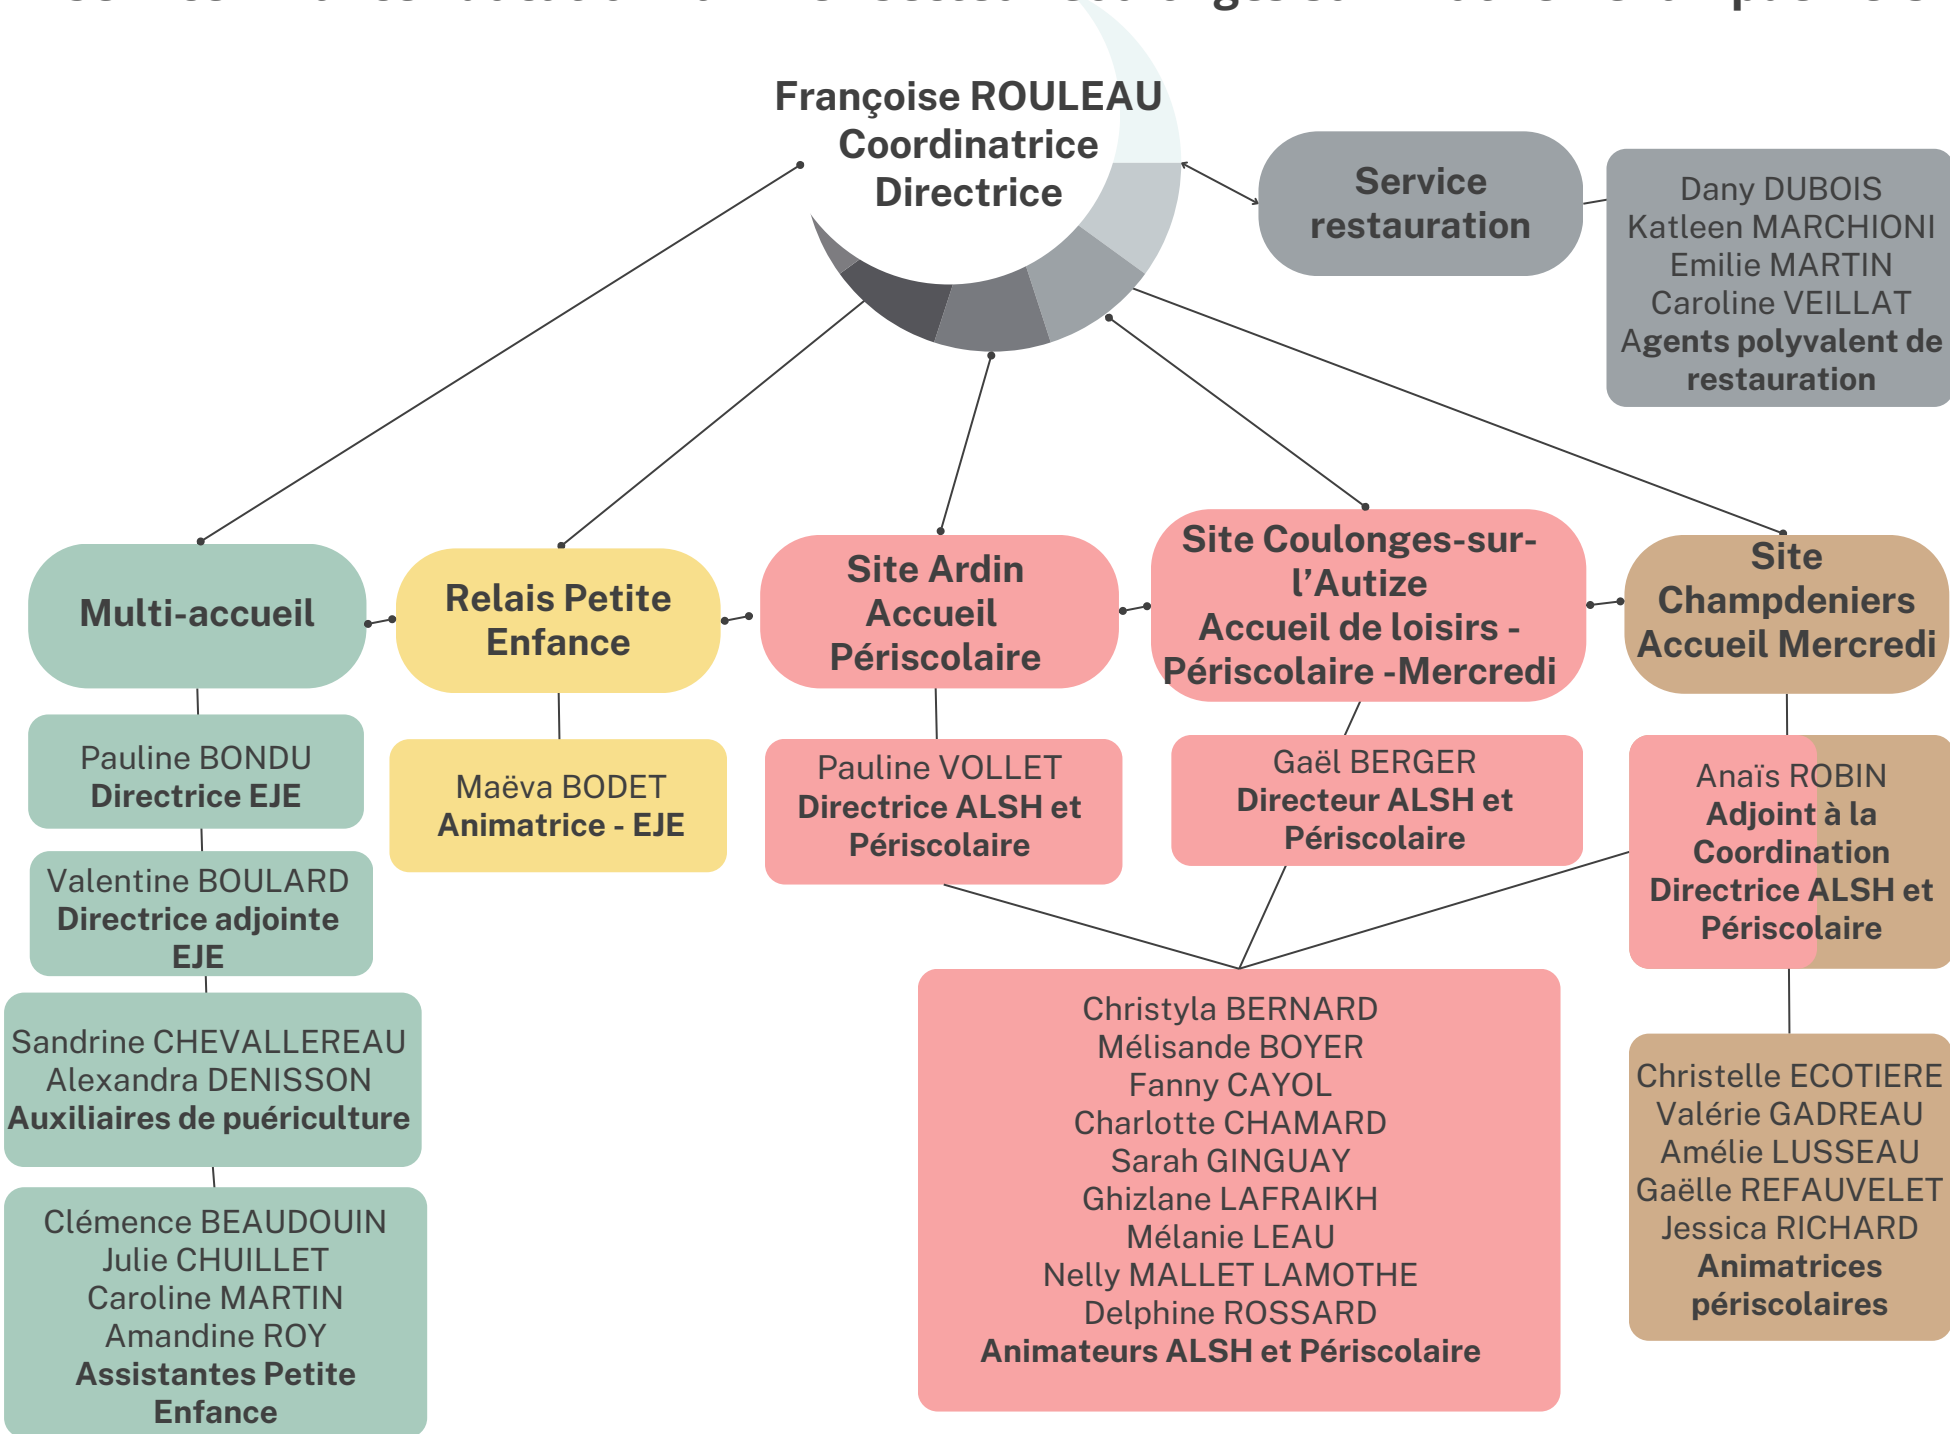 Françoise ROULEAU
Coordinatrice
Directrice
Service
restauration
Dany DUBOIS
Katleen MARCHIONI
Emilie MARTIN
Caroline VEILLAT
Agents polyvalent de
restauration
Multi-accueil
Pauline BONDU
Directrice EJE
Valentine BOULARD
Directrice adjointe
EJE
Sandrine CHEVALLEREAU
Alexandra DENISSON
Auxiliaires de puériculture
Clémence BEAUDOUIN
Julie CHUILLET
Caroline MARTIN
Amandine ROY
Assistantes Petite
Enfance
Relais Petite
Enfance
Maëva BODET
Animatrice - EJE
Site Ardin
Accueil
Périscolaire
Pauline VOLLET
Directrice ALSH et
Périscolaire
Site Coulonges-sur-
l’Autize
Accueil de loisirs -
Périscolaire -Mercredi
Gaël BERGER
Directeur ALSH et
Périscolaire
Christyla BERNARD
Mélisande BOYER
Fanny CAYOL
Charlotte CHAMARD
Sarah GINGUAY
Ghizlane LAFRAIKH
Mélanie LEAU
Nelly MALLET LAMOTHE
Delphine ROSSARD
Animateurs ALSH et Périscolaire
Site
Champdeniers
Accueil Mercredi
Anaïs ROBIN
Adjoint à la
Coordination
Directrice ALSH et
Périscolaire
Christelle ECOTIERE
Valérie GADREAU
Amélie LUSSEAU
Gaëlle REFAUVELET
Jessica RICHARD
Animatrices
périscolaires